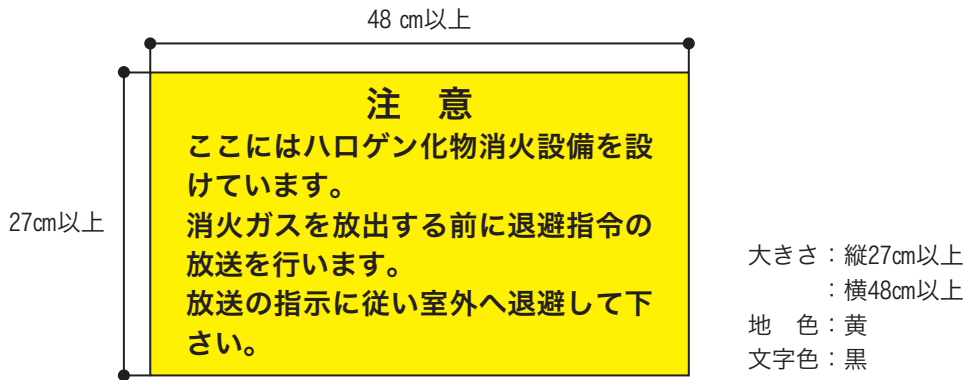 48 ㎝以上
注　意
ここにはハロゲン化物消火設備を設
けています。
消火ガスを放出する前に退避指令の
放送を行います。
放送の指示に従い室外へ退避して下
さい。
27㎝以上
大きさ：縦27㎝以上
：横48㎝以上
地　色：黄
文字色：黒